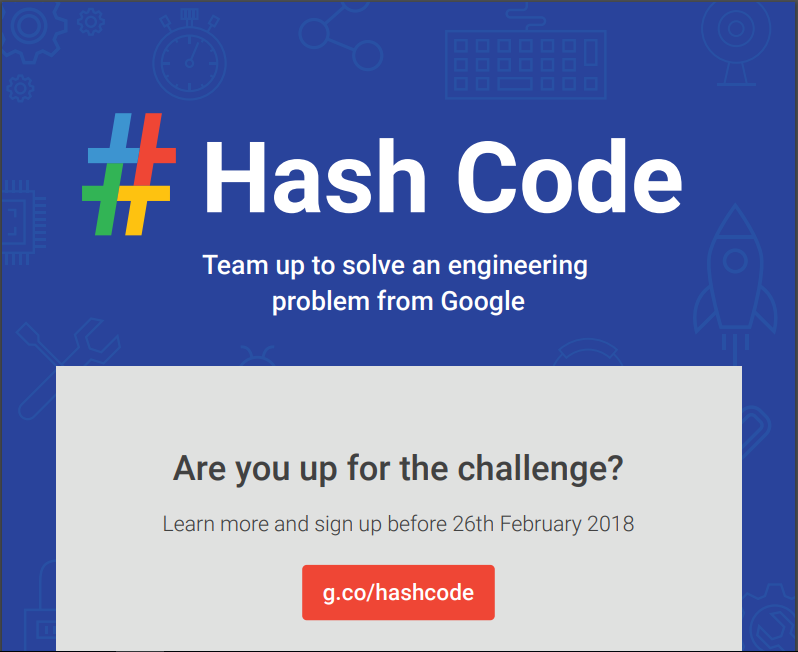 # Hash Code
Team up to solve an engineering
problem from Google
Are you up for the challenge?
Learn more and sign up before 26th February 2018
g.co/hashcode